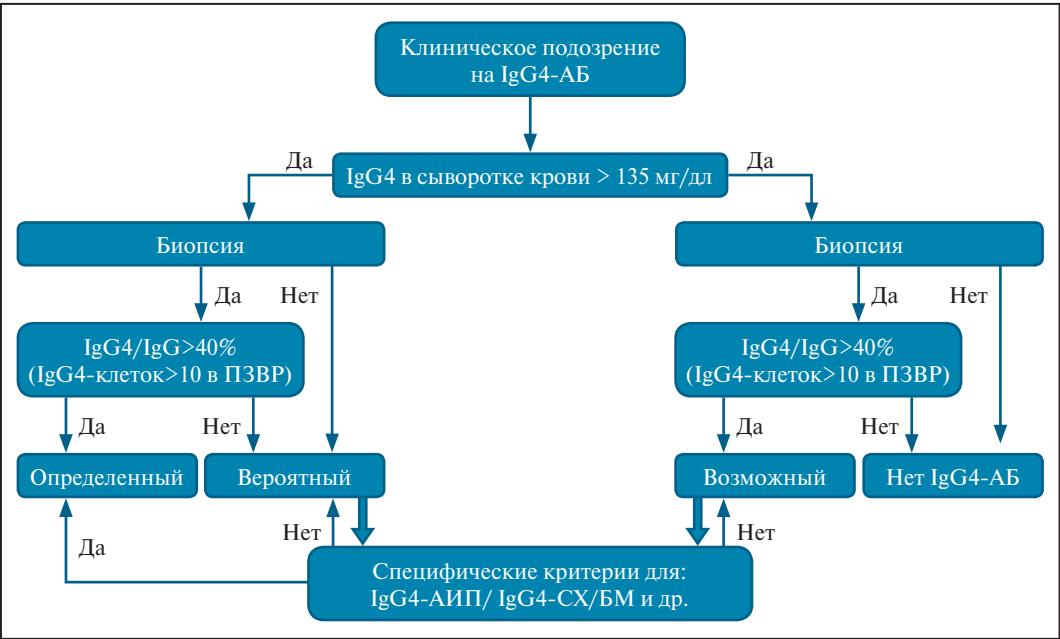 Клиническое подозрение
на IgG4-АБ
Да
IgG4 в сыворотке крови > 135 мг/дл
Да
Биопсия
Биопсия
Да
Нет
Да
Нет
IgG4/IgG>40%
(IgG4-клеток>10 в ПЗВР)
IgG4/IgG>40%
(IgG4-клеток>10 в ПЗВР)
Да
Нет
Да
Нет
Определенный
Вероятный
Возможный
Нет IgG4-АБ
Да
Нет
Нет
Специфические критерии для:
IgG4-АИП/ IgG4-СХ/БМ и др.